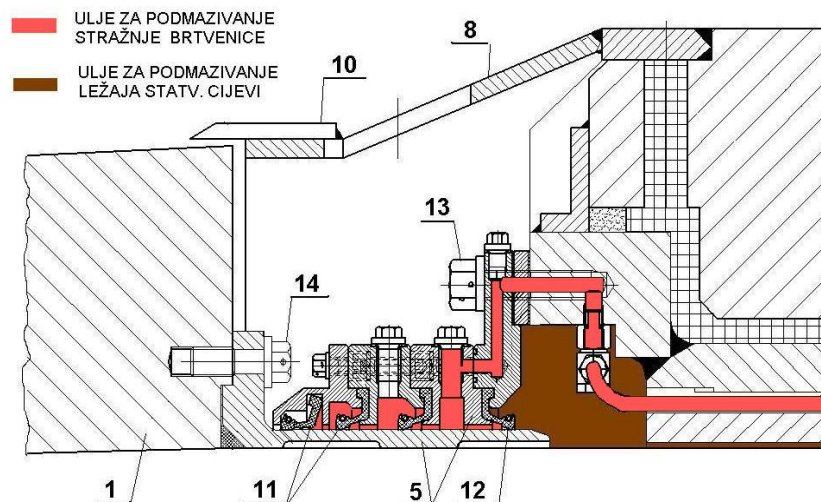 ULJE ZA PODMAZIVANJE
STRAŽNJE BRTVENICE
ULJE ZA PODMAZIVANJE
LEŽAJA STATV. CIJEVI
8
10
13
14
1
11
5
12